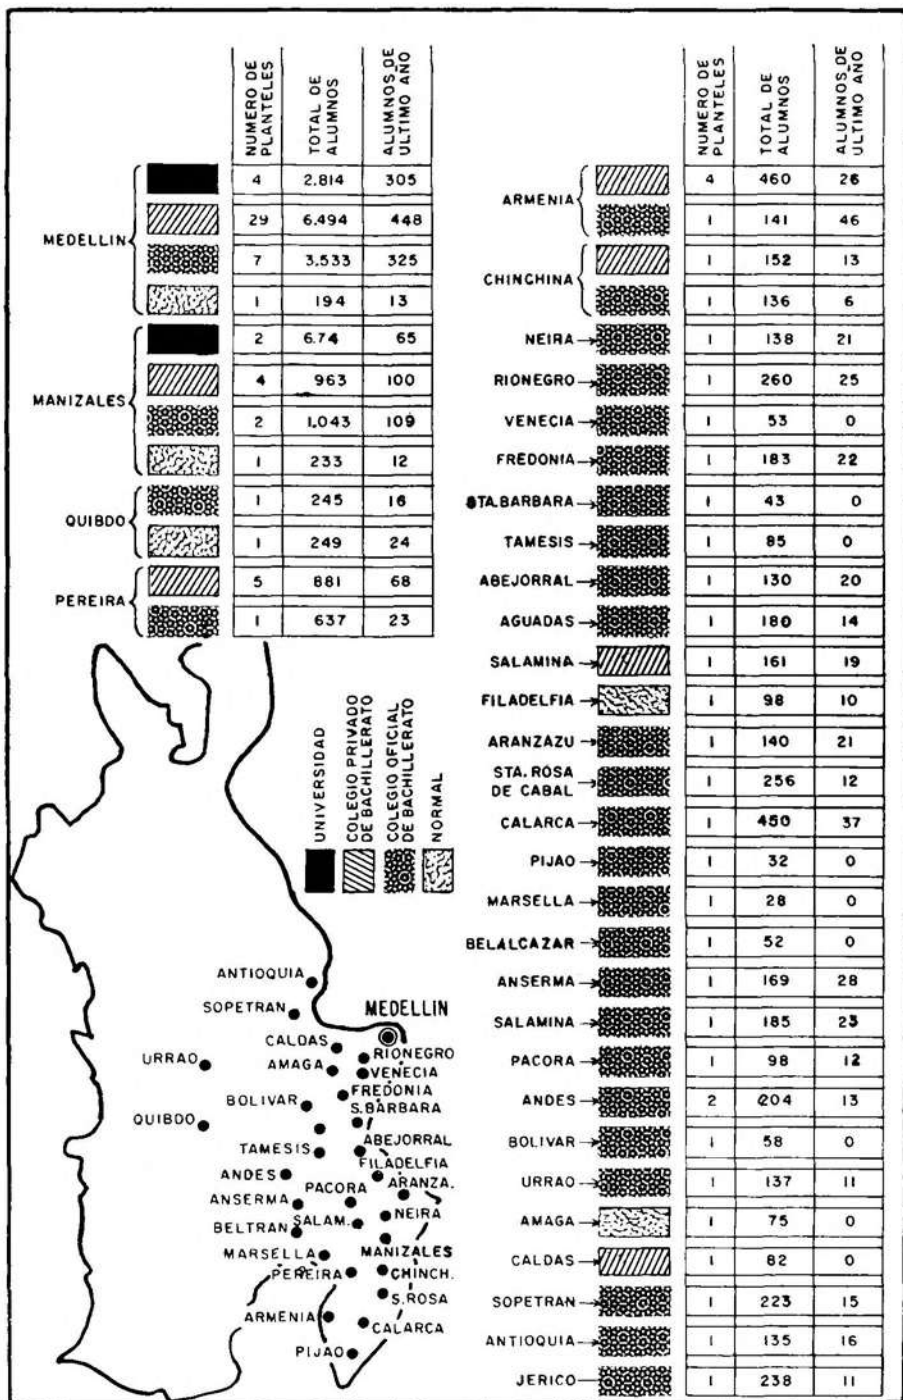 NUMERO DE PLANTELES
TOTAL DE ALUMNOS
ALUMNOS DE ULTIMO AÑO
MEDELLIN
4 2.814 305
29 6.494 448
7 3.533 325
1 194 13
MANIZALES
2 6.74 65
4 963 100
2 1.043 109
1 233 12
QUIBDO
1 245 16
1 249 24
PEREIRA
5 881 68
1 637 23
NUMERO DE PLANTELES
TOTAL DE ALUMNOS
ALUMNOS DE ULTIMO AÑO
ARMENIA
4 460 26
1 141 46
CHINCHINA
1 152 13
1 136 6
NEIRA 1 138 21
RIONEGRO 1 260 25
VENECIA 1 53 0
FREDONIA 1 183 22
STA. BARBARA 1 43 0
TAMESIS 1 85 0
ABEJORRAL 1 130 20
AGUADAS 1 180 14
SALAMINA 1 161 19
FILADELFIA 1 98 10
ARANZAZU 1 140 21
STA. ROSA
DE CABAL 1 256 12
CALARCA 1 450 37
PIJAO 1 32 0
MARSELLA 1 28 0
BELALCAZAR 1 52 0
ANSERMA 1 169 28
SALAMINA 1 185 23
PACORA 1 98 12
ANDES 2 204 13
BOLIVAR 1 58 0
URRAO 1 137 11
AMAGA 1 75 0
CALDAS 1 82 0
SOPETRAN 1 223 15
ANTIOQUIA 1 135 16
JERICO 1 238 11
UNIVERSIDAD
COLEGIO PRIVADO
DE BACHILLERATO
COLEGIO OFICIAL
DE BACHILLERATO
NORMAL
ANTIOQUIA
SOPETRAN
MEDELLIN
CALDAS
RIONEGRO
URRAO
AMAGA
VENECIA
FREDONIA
BOLIVAR
S. BARBARA
QUIBDO
TAMESIS
ABEJORRAL
FILADELFIA
ANDES
ARANZA.
PACORA
ANSERMA
SALAM.
NEIRA
BELTRAN
MANIZALES
MARSELLA
PEREIRA
CHINCH.
S. ROSA
ARMENIA
CALARCA
PIJAO